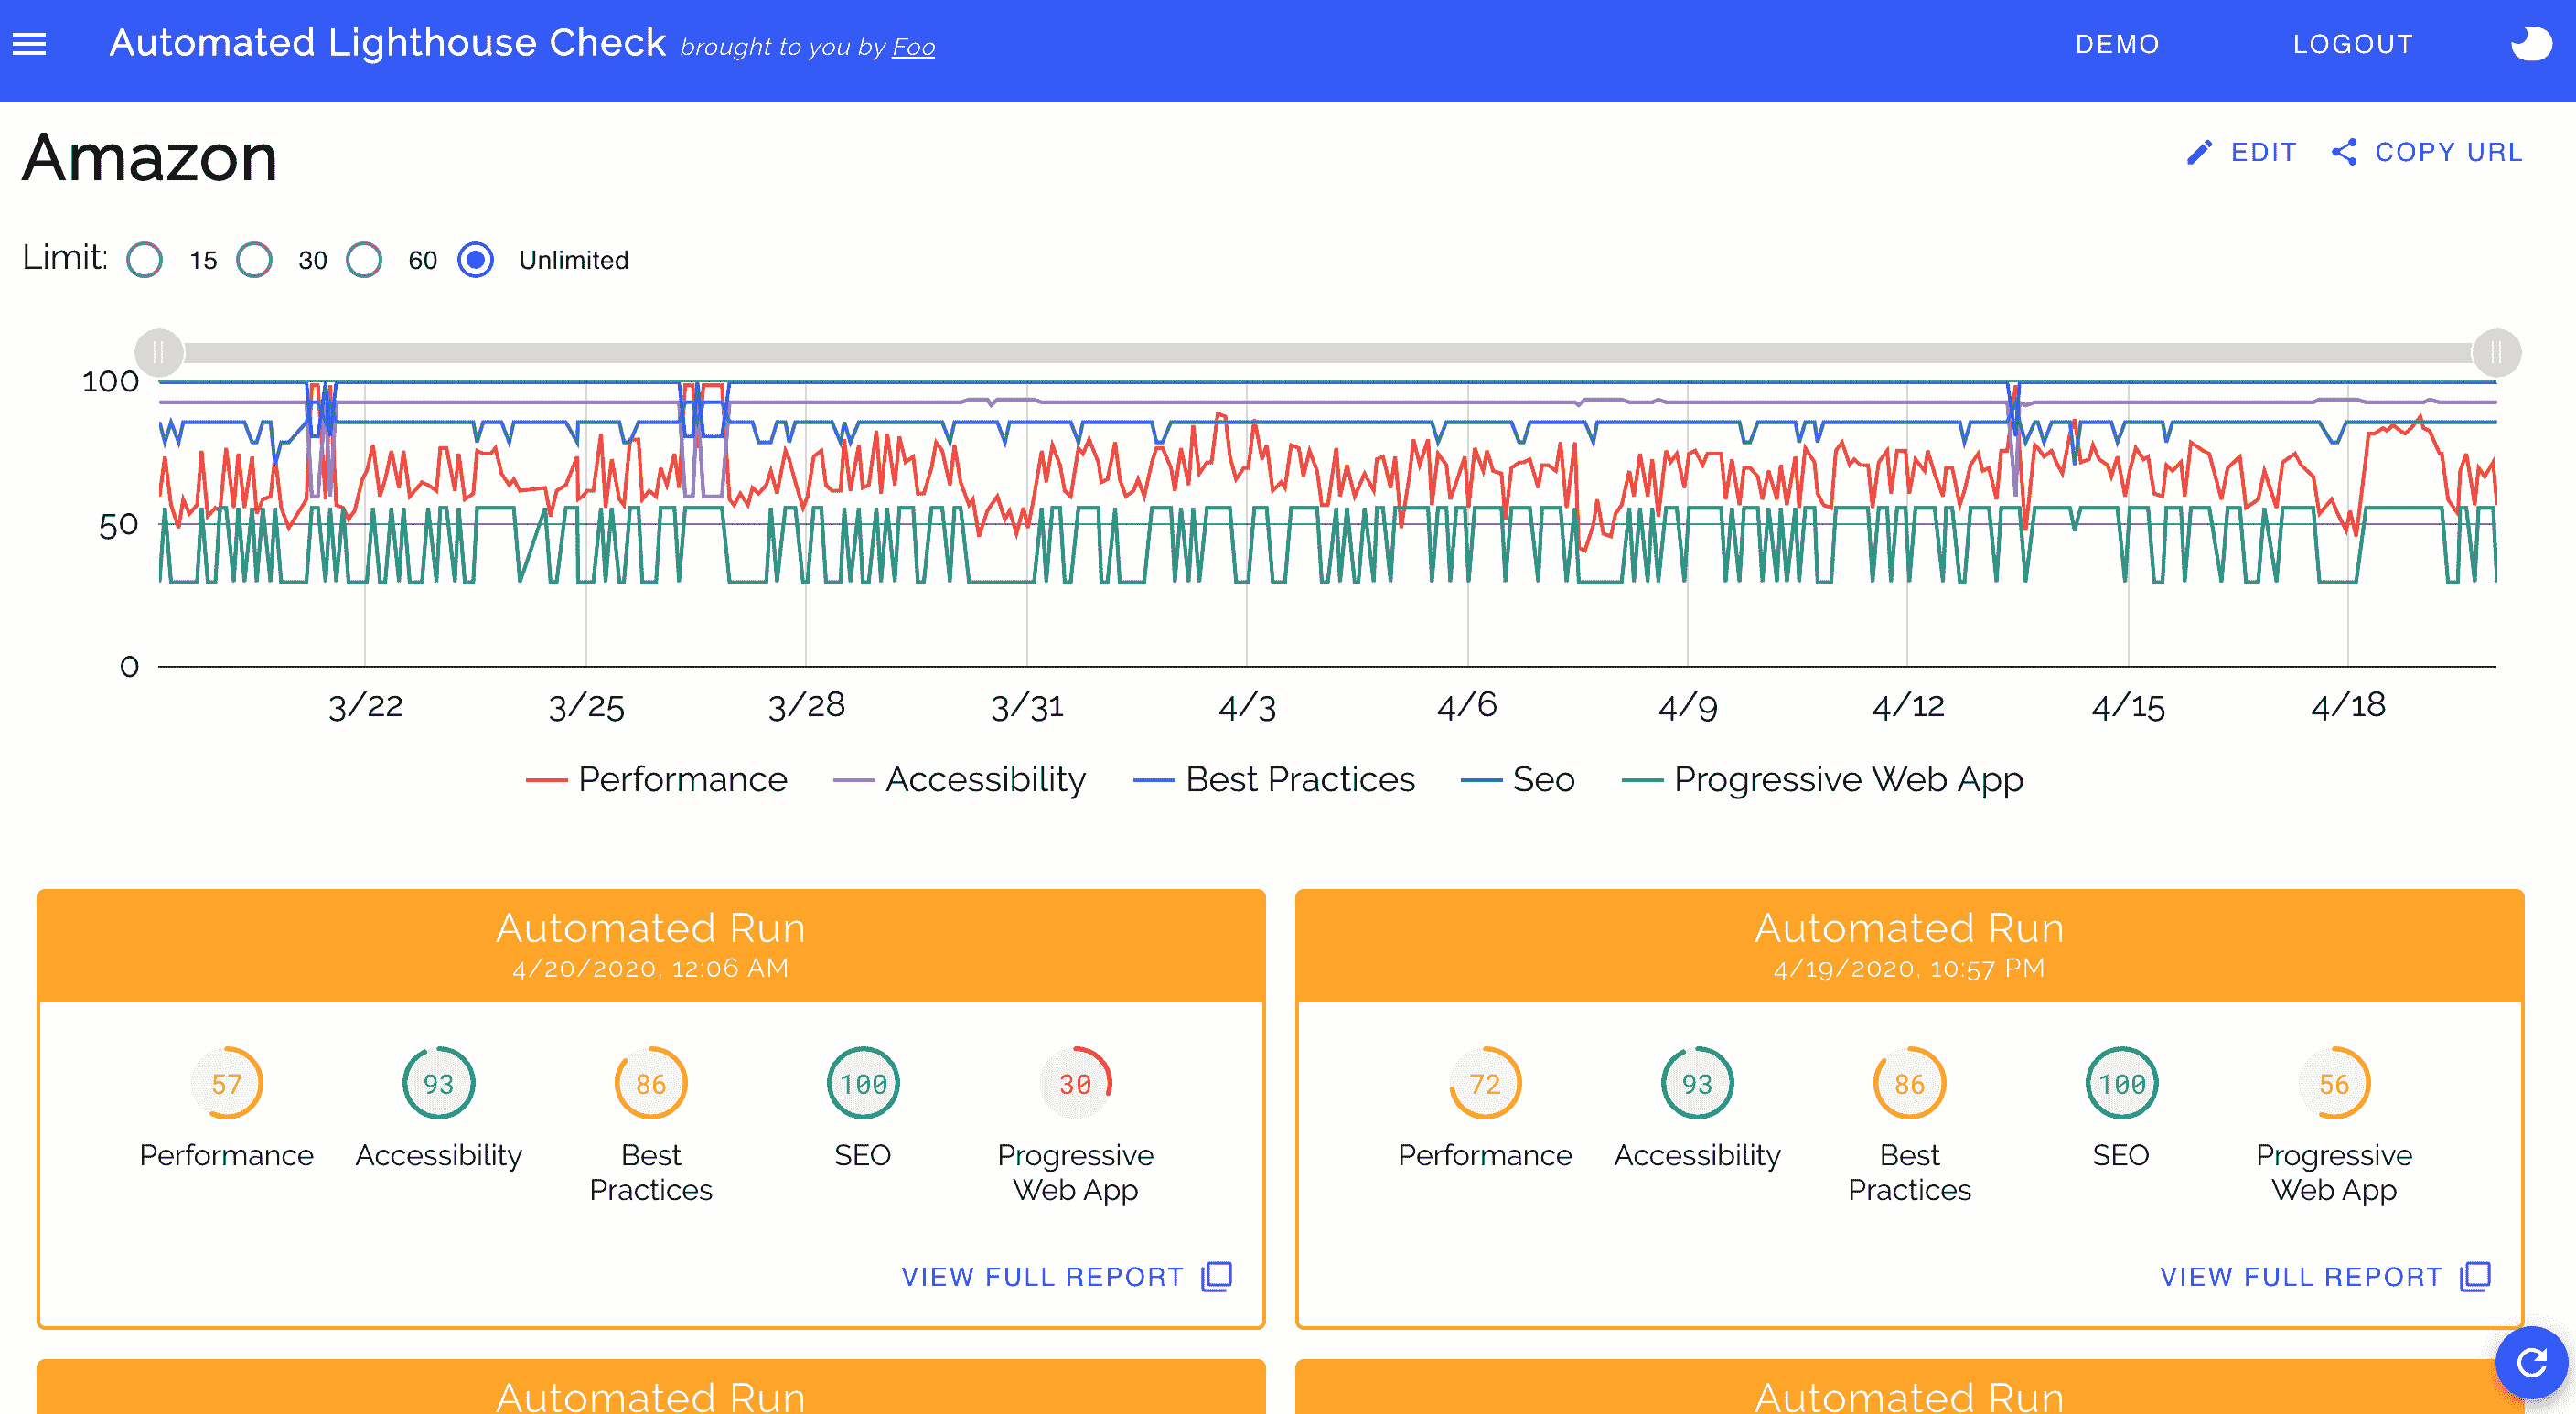 Automated Lighthouse Check brought to you by Foo
DEMO
LOGOUT
Amazon
EDIT
COPY URL
Limit: 15 30 60 Unlimited
100
50
0
3/22 3/25 3/28 3/31 4/3 4/6 4/9 4/12 4/15 4/18
Performance Accessibility Best Practices Seo Progressive Web App
Automated Run
4/20/2020, 12:06 AM
57 93 86 100 30
Performance Accessibility Best SEO Progressive
Practices Web App
VIEW FULL REPORT
Automated Run
4/19/2020, 10:57 PM
72 93 86 100 56
Performance Accessibility Best SEO Progressive
Practices Web App
VIEW FULL REPORT
Automated Run
Automated Run